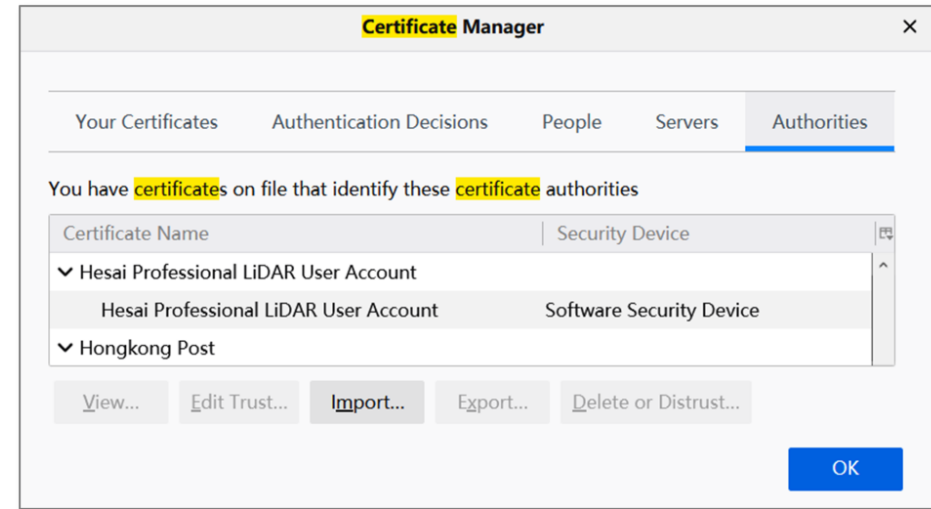 Certificate Manager
Your Certificates Authentication Decisions People Servers Authorities
You have certificates on file that identify these certificate authorities
Certificate Name Security Device
Hesai Professional LiDAR User Account
Hesai Professional LiDAR User Account Software Security Device
Hongkong Post
View... Edit Trust... Import... Export... Delete or Distrust...
OK